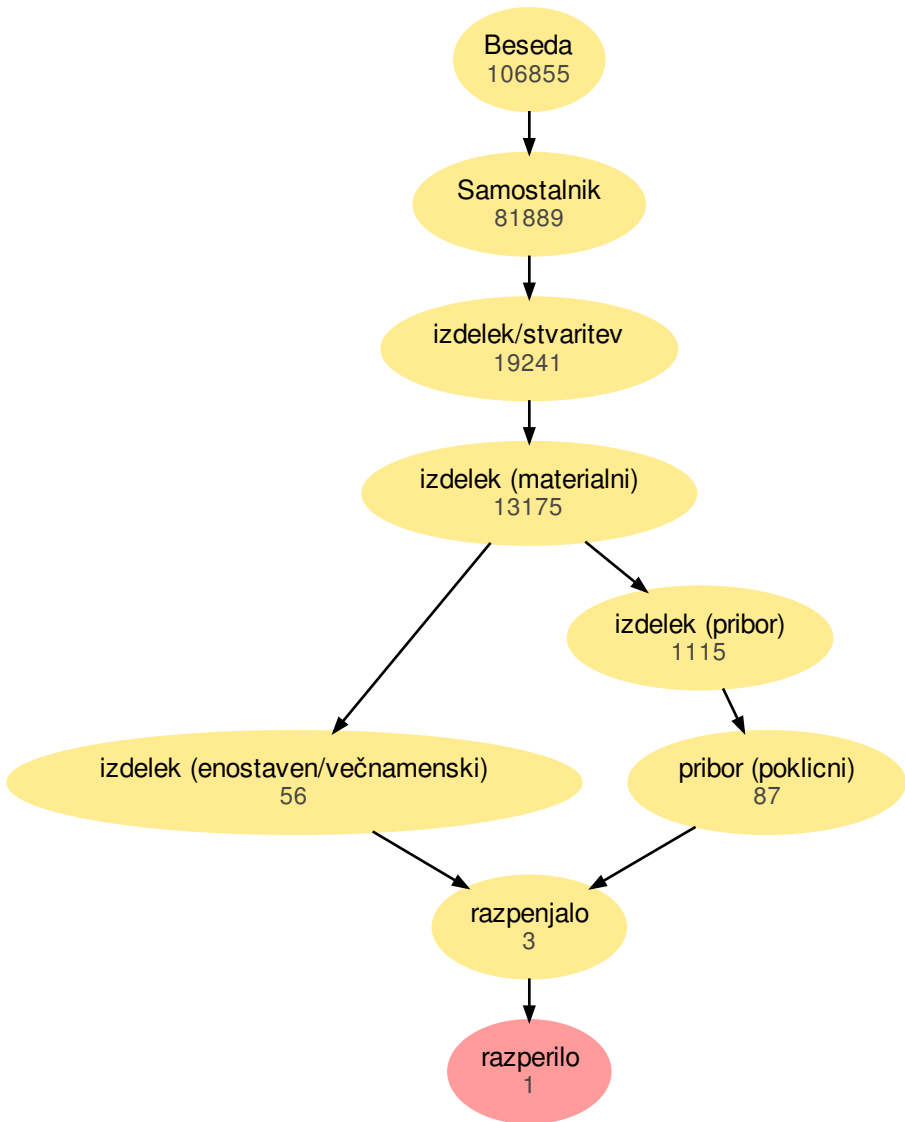 Beseda
106855
Samostalnik
81889
izdelek/stvaritev
19241
izdelek (materialni)
13175
izdelek (pribor)
1115
izdelek (enostaven/večnamenski)
56
pribor (poklicni)
87
razpenjalo
3
razperilo
1